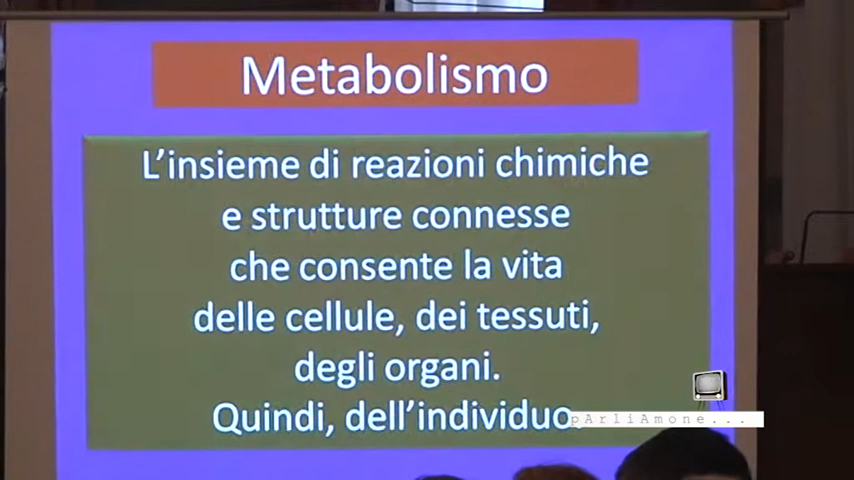 Metabolismo
L'insieme di reazioni chimiche
e strutture connesse
che consente la vita
delle cellule, dei tessuti,
degli organi.
Quindi, dell'individuo.
pArliAmone...